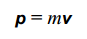 p = mv